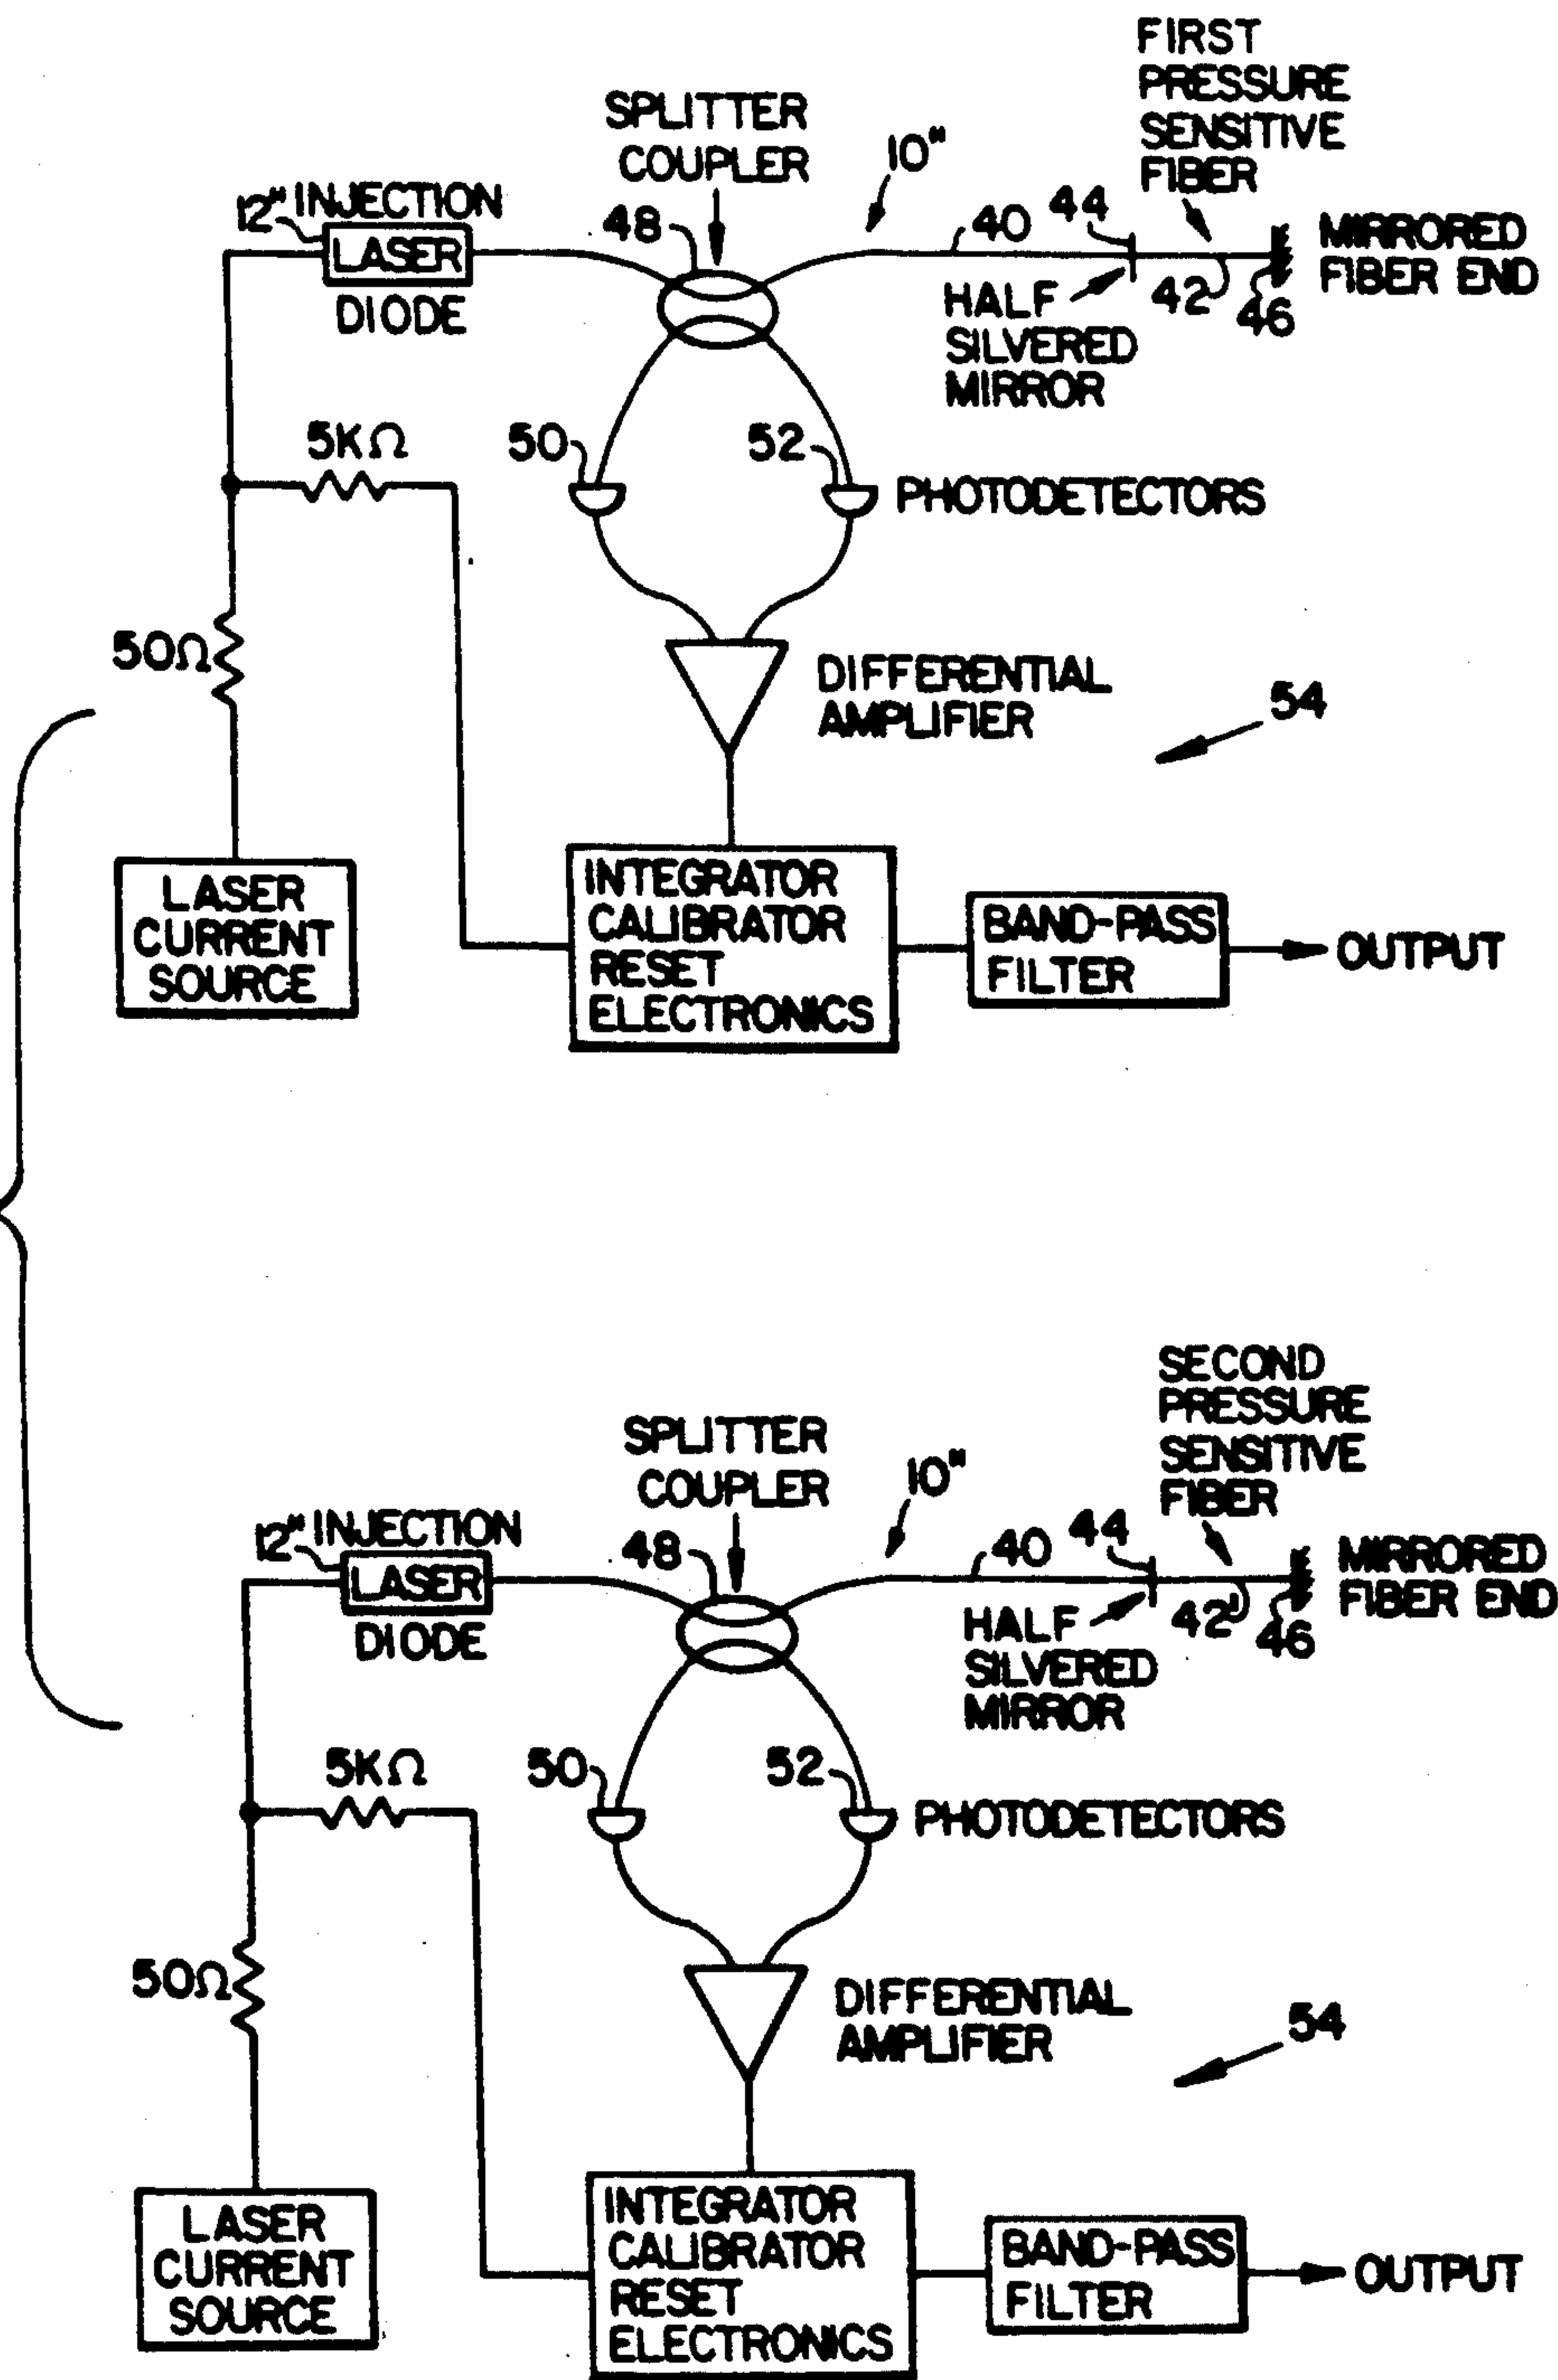 FIRST
PRESSURE
SENSITIVE
FIBER
SPLITTER
COUPLER
10"
12"
INJECTION
LASER
DIODE
48
40
44
MIRRORED
FIBER END
HALF
SILVERED
MIRROR
42
46
5KΩ
50
52
PHOTODETECTORS
50Ω
DIFFERENTIAL
AMPLIFIER
54
LASER
CURRENT
SOURCE
INTEGRATOR
CALIBRATOR
RESET
ELECTRONICS
BAND-PASS
FILTER
OUTPUT
SECOND
PRESSURE
SENSITIVE
FIBER
SPLITTER
COUPLER
10"
12"
INJECTION
LASER
DIODE
48
40
44
MIRRORED
FIBER END
HALF
SILVERED
MIRROR
42'
46
5KΩ
50
52
PHOTODETECTORS
50Ω
DIFFERENTIAL
AMPLIFIER
54
LASER
CURRENT
SOURCE
INTEGRATOR
CALIBRATOR
RESET
ELECTRONICS
BAND-PASS
FILTER
OUTPUT